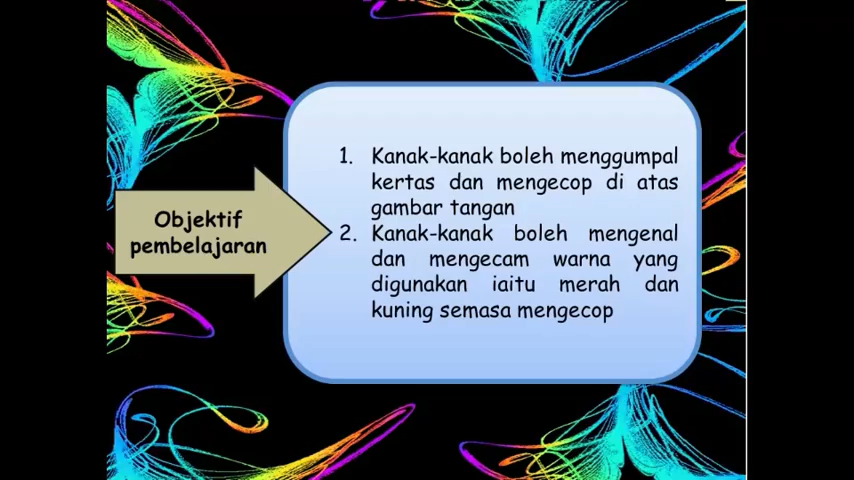 Objektif
pembelajaran
1. Kanak-kanak boleh menggumpal
kertas dan mengecop di atas
gambar tangan
2. Kanak-kanak boleh mengenal
dan mengecam warna yang
digunakan iaitu merah dan
kuning semasa mengecop